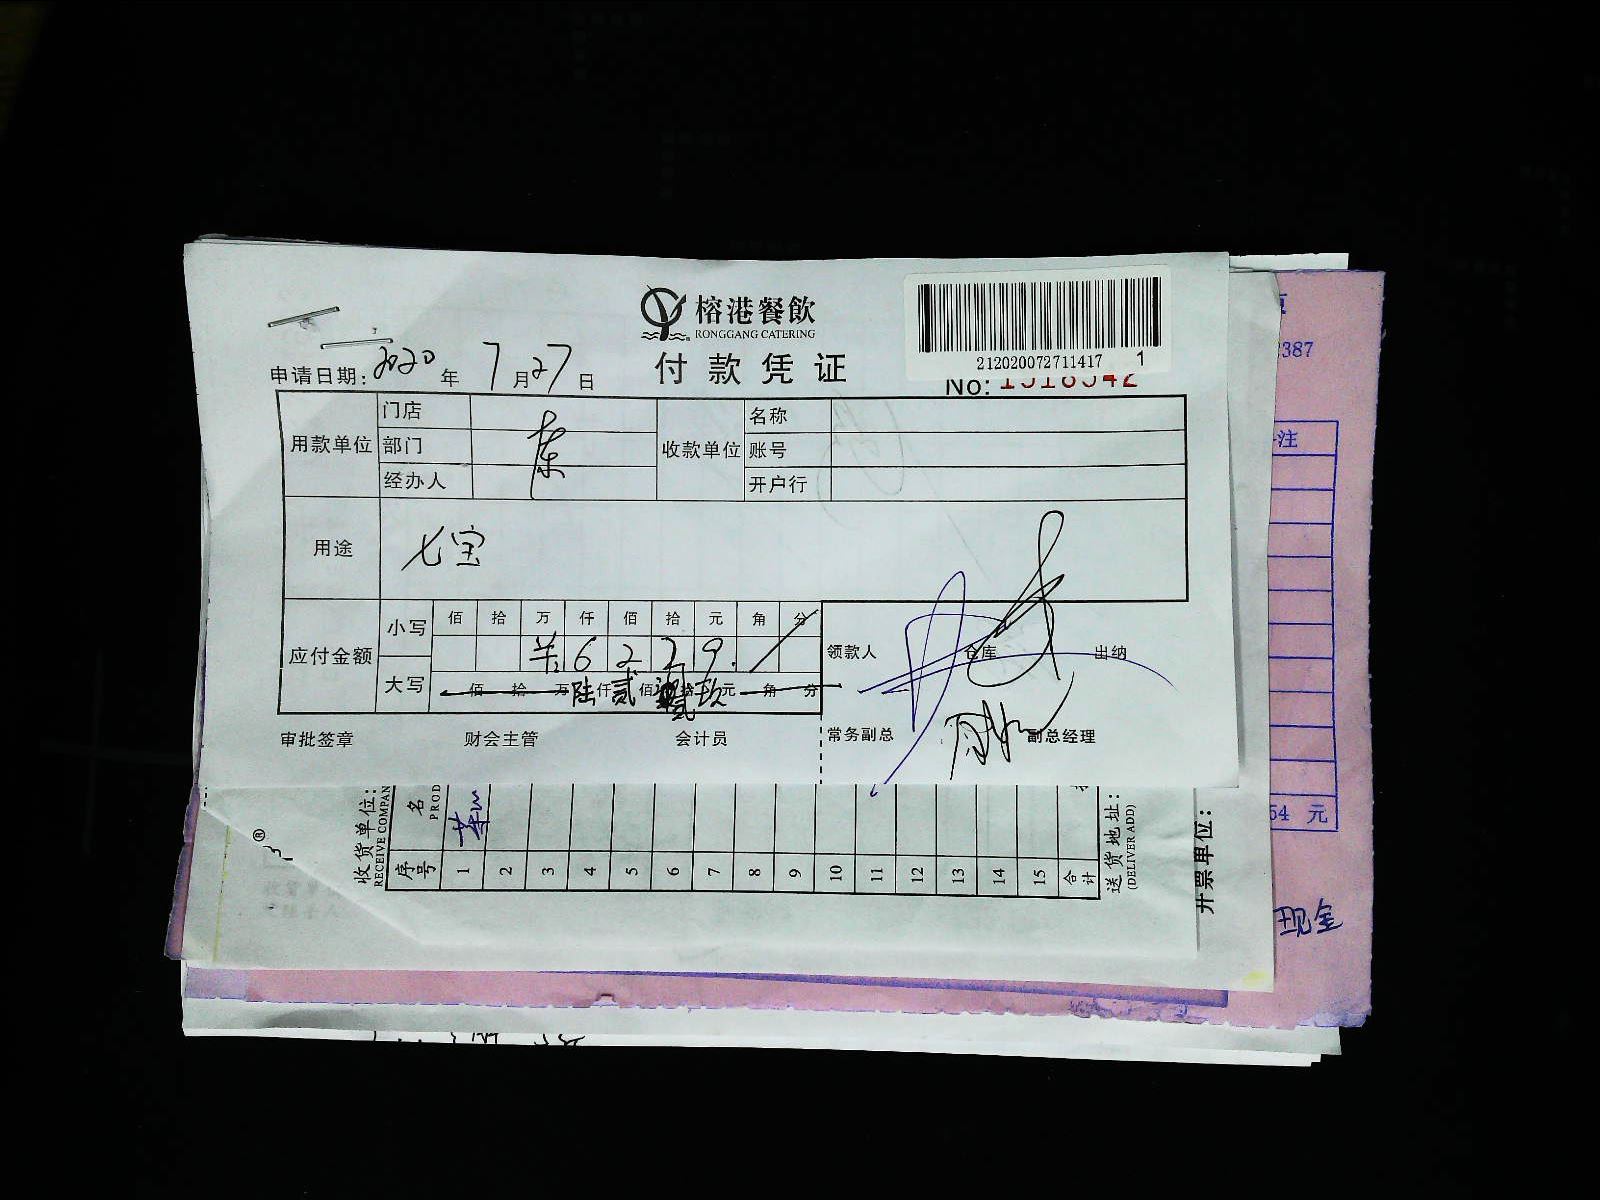 榕港餐飲
RONGGANG CATERING
付款凭证
212020072711417 1
No: 1518542
申请日期: 2020 年 7 月 27 日
用款单位 门店 部门 经办人
收款单位 名称 账号 开户行
用途 七宝
应付金额 小写 佰 拾 万 仟 佰 拾 元 角 分
羊 6 2 2 9.
大写 佰 拾 万 陆 仟 贰 佰 贰 拾 玖 元 角 分
领款人 仓库 出纳
审批签章 财会主管 会计员 常务副总 副总经理
收货单位:
RECEIVE COMPAN
序号 1 2 3 4 5 6 7 8 9 10 11 12 13 14 15 合计
名
PROD
送货地址:
(DELIVER ADD)
开票单位:
387
注
54 元
现金